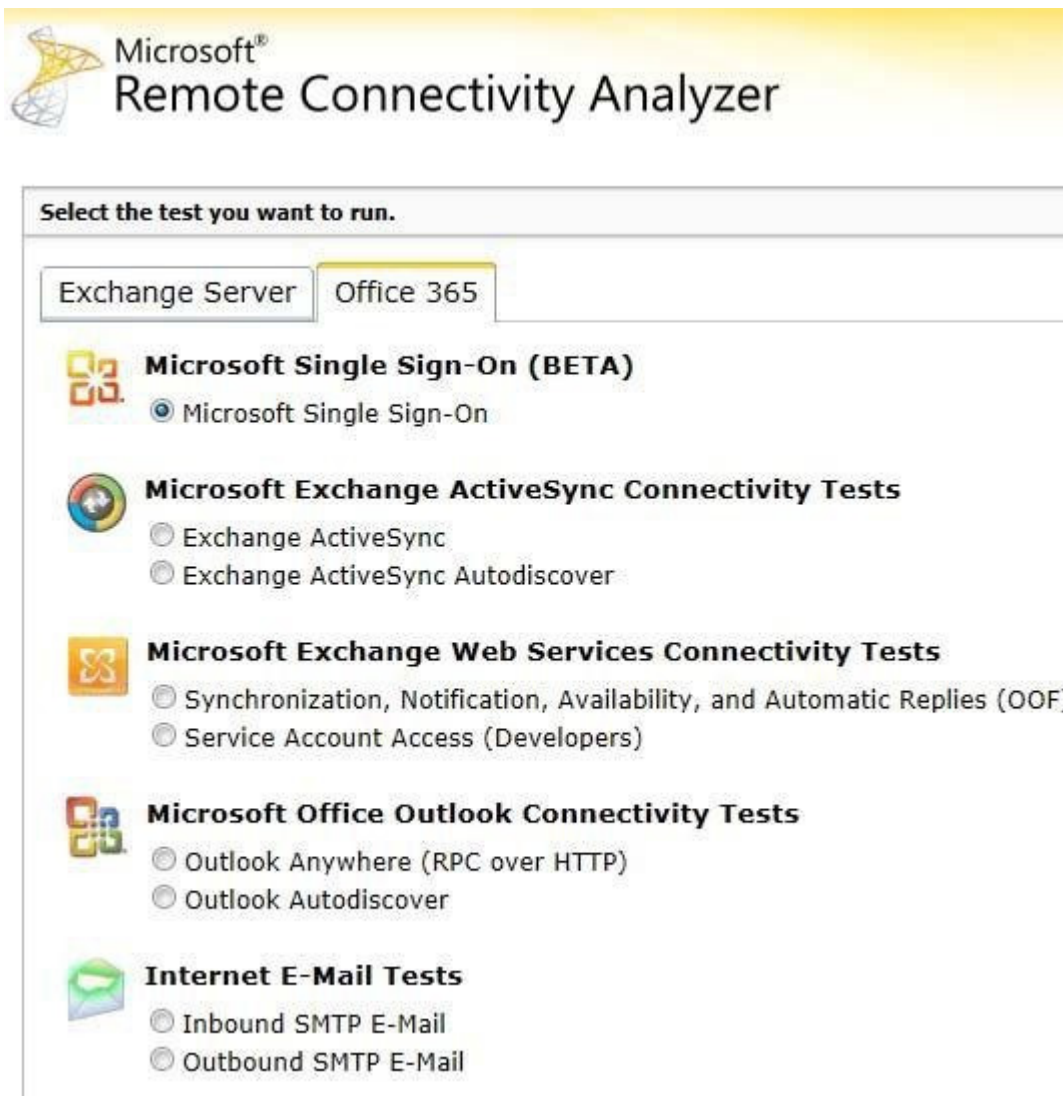 Microsoft®
Remote Connectivity Analyzer
Select the test you want to run.
Exchange Server
Office 365
Microsoft Single Sign-On (BETA)
Microsoft Single Sign-On
Microsoft Exchange ActiveSync Connectivity Tests
Exchange ActiveSync
Exchange ActiveSync Autodiscover
Microsoft Exchange Web Services Connectivity Tests
Synchronization, Notification, Availability, and Automatic Replies (OOF)
Service Account Access (Developers)
Microsoft Office Outlook Connectivity Tests
Outlook Anywhere (RPC over HTTP)
Outlook Autodiscover
Internet E-Mail Tests
Inbound SMTP E-Mail
Outbound SMTP E-Mail